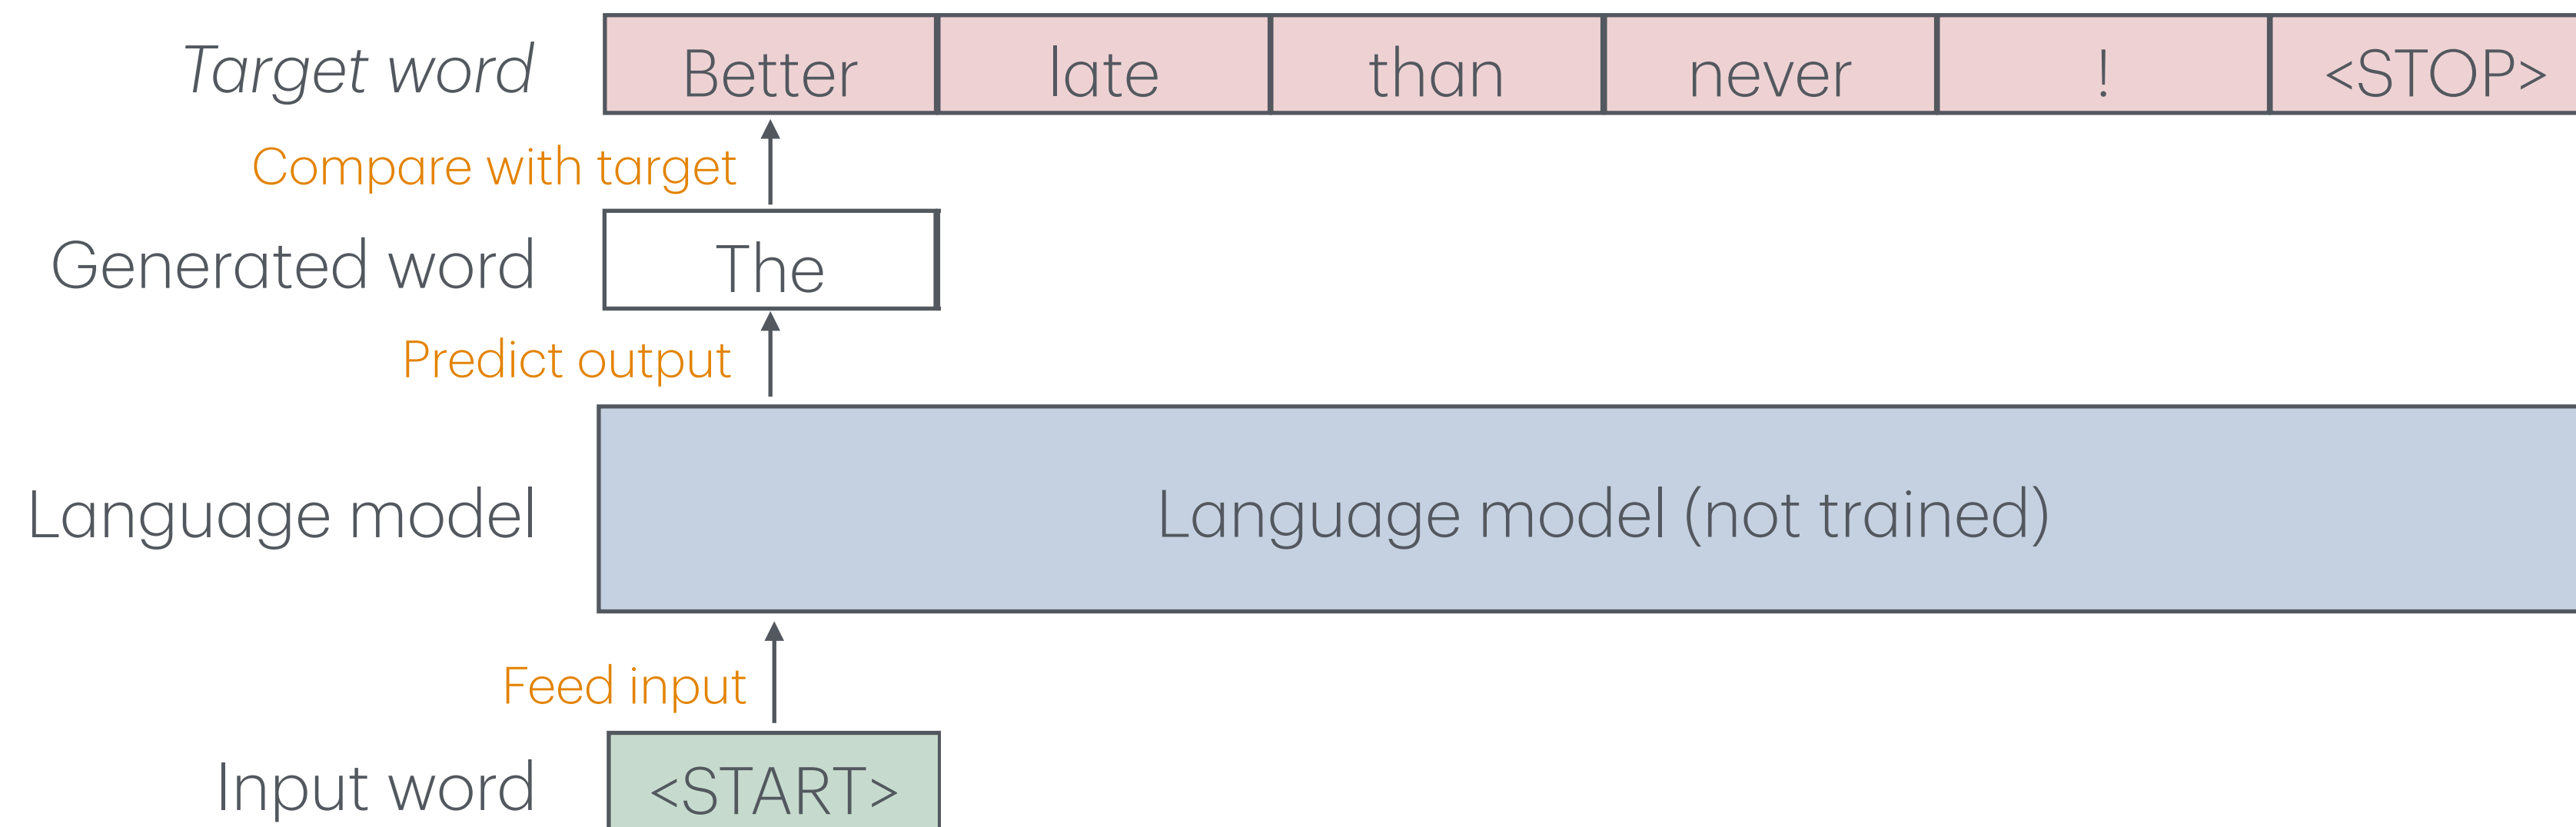 Target word Better late than never ! <STOP>
Compare with target
Generated word The
Predict output
Language model Language model (not trained)
Feed input
Input word <START>